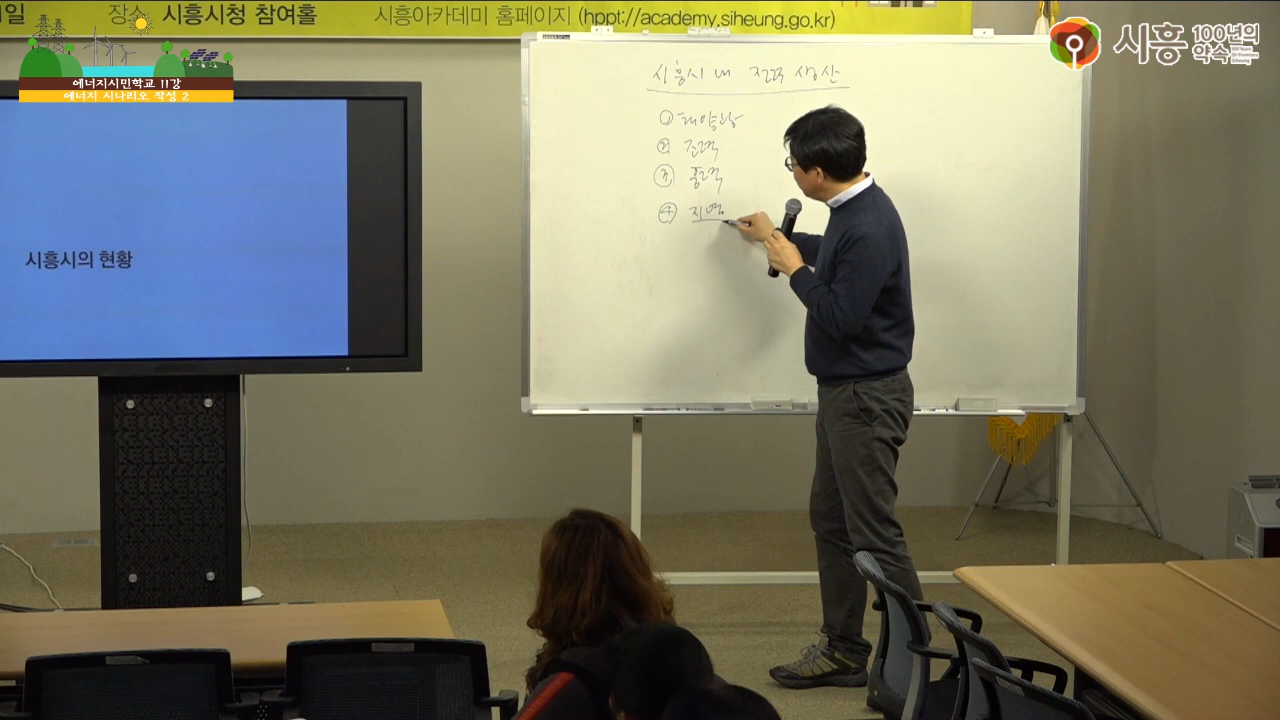 1일 장소 시흥시청 참여홀 시흥아카데미 홈페이지 (hppt://academy.siheung.go.kr)
에너지시민학교 11강
에너지 시나리오 작성 2
시흥 100년의 약속
시흥시의 현황
시흥시 내 전력 생산
① 태양광
② 조력
③ 풍력
④ 지열